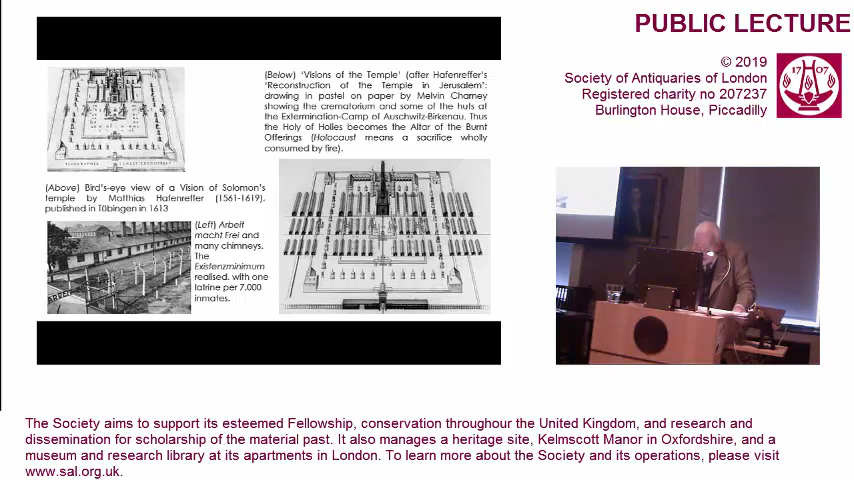 PUBLIC LECTURE
© 2019
Society of Antiquaries of London
Registered charity no 207237
Burlington House, Piccadilly
17 07
(Below) 'Visions of the Temple' (after Hafenreffer's
'Reconstruction of the Temple in Jerusalem':
drawing in pastel on paper by Melvin Charney
showing the crematorium and some of the huts at
the Extermination-Camp of Auschwitz-Birkenau. Thus
the Holy of Holies becomes the Altar of the Burnt
Offerings (Holocaust means a sacrifice wholly
consumed by fire).
(Above) Bird's-eye view of a Vision of Solomon's
temple by Matthias Hafenreffer (1561-1619),
published in Tübingen in 1613
(Left) Arbeit
macht Frei and
many chimneys.
The
Existenzminimum
realised, with one
latrine per 7,000
inmates.
The Society aims to support its esteemed Fellowship, conservation throughour the United Kingdom, and research and
dissemination for scholarship of the material past. It also manages a heritage site, Kelmscott Manor in Oxfordshire, and a
museum and research library at its apartments in London. To learn more about the Society and its operations, please visit
www.sal.org.uk.